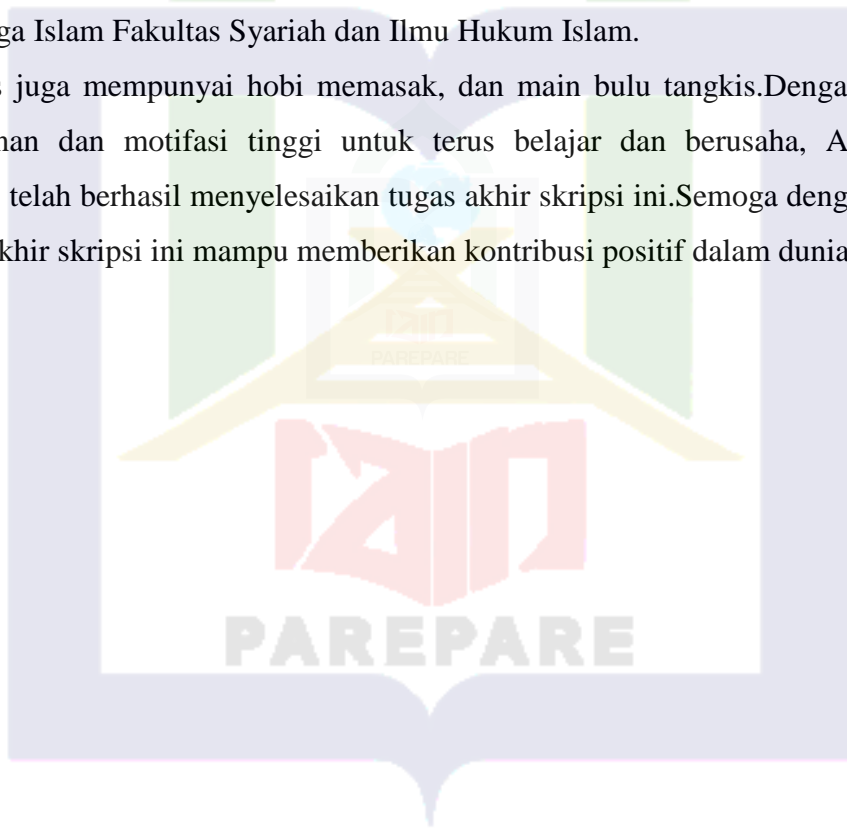 ga Islam Fakultas Syariah dan Ilmu Hukum Islam.
s juga mempunyai hobi memasak, dan main bulu tangkis.Denga
nan dan motifasi tinggi untuk terus belajar dan berusaha, A
telah berhasil menyelesaikan tugas akhir skripsi ini.Semoga deng
khir skripsi ini mampu memberikan kontribusi positif dalam dunia
iain
PAREPARE
iain
PAREPARE